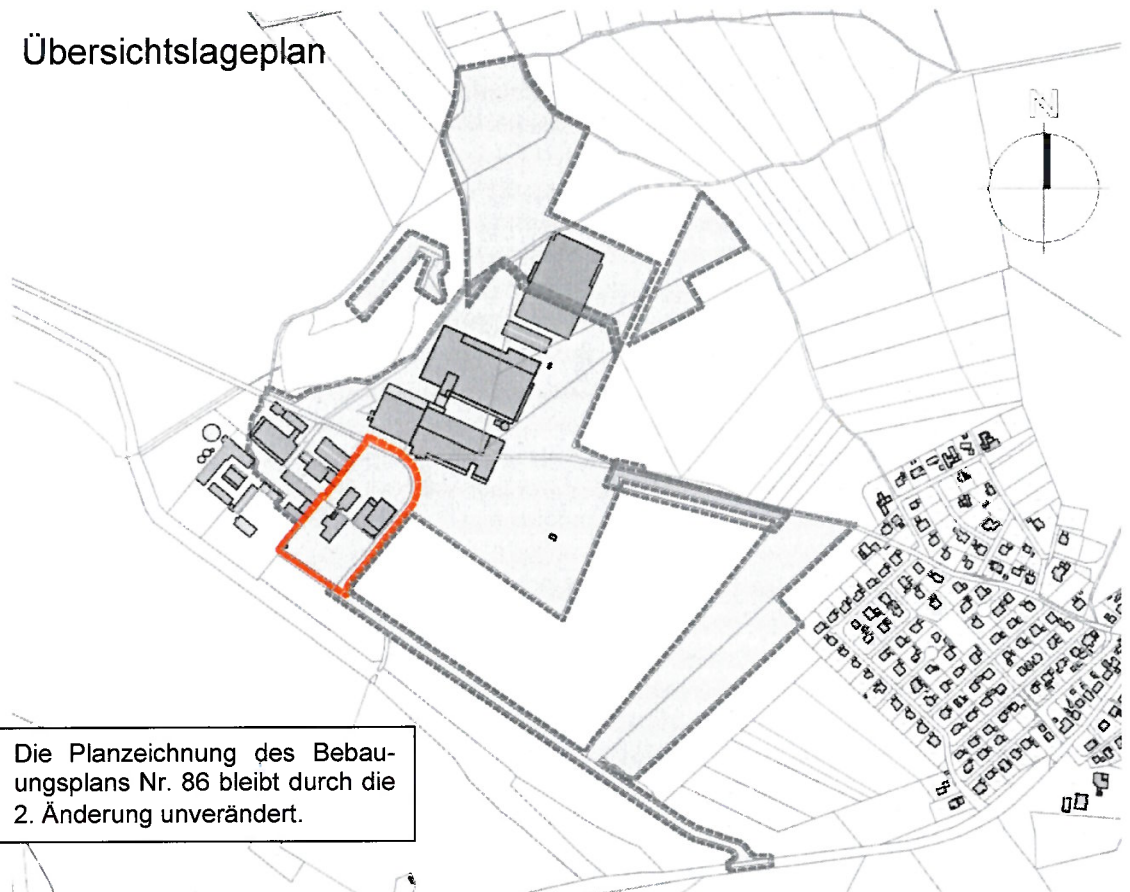 Übersichtslageplan
N
Die Planzeichnung des Bebau-
ungsplans Nr. 86 bleibt durch die
2. Änderung unverändert.